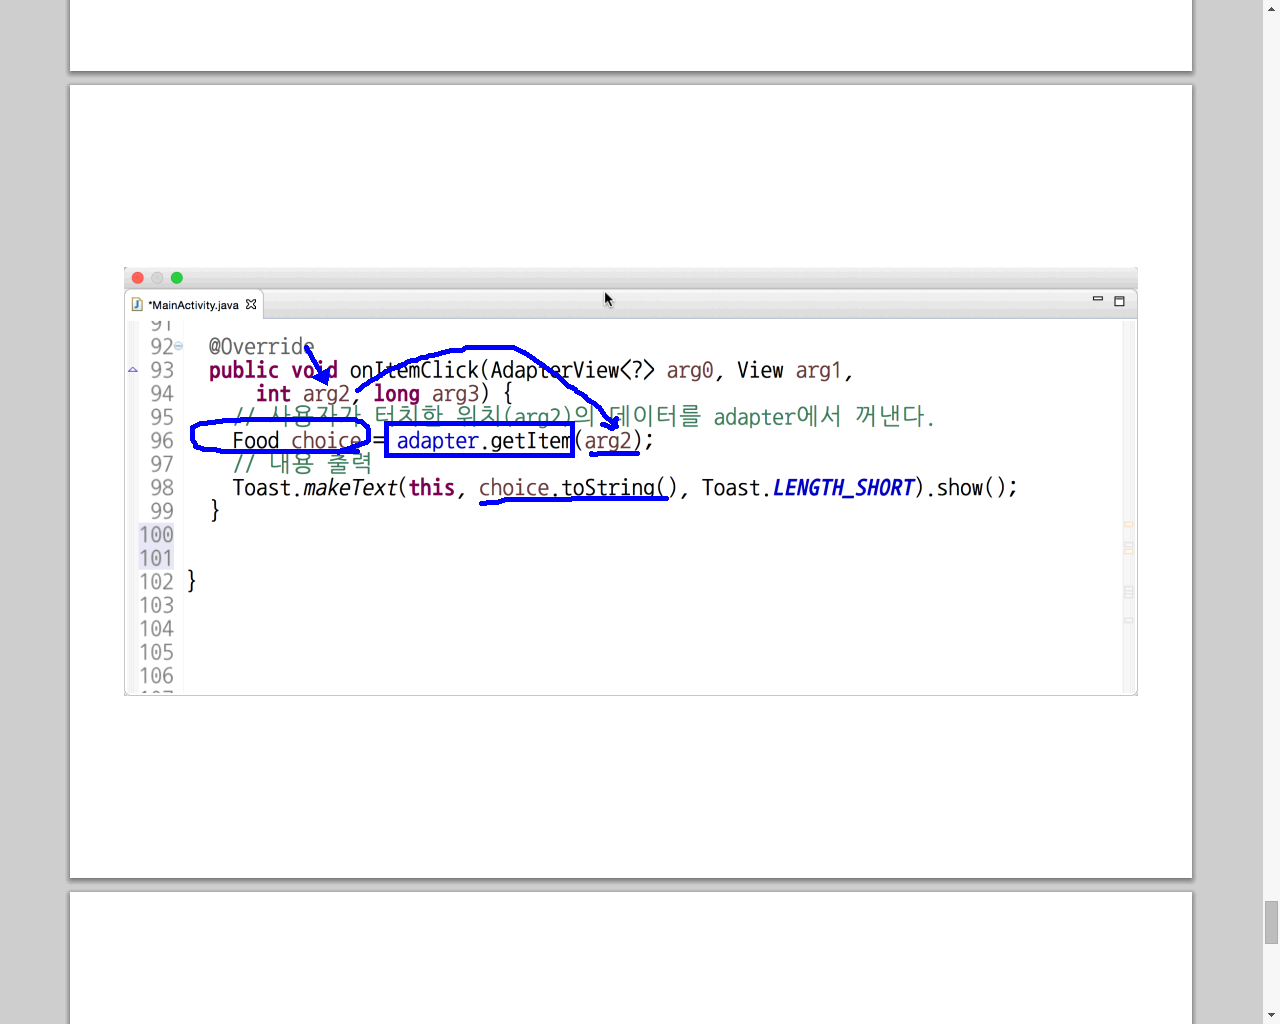 *MainActivity.java
91
92 @Override
93 public void onItemClick(AdapterView<?> arg0, View arg1,
94 int arg2, long arg3) {
95 // 사용자가 터치한 위치(arg2)의 데이터를 adapter에서 꺼낸다.
96 Food choice = adapter.getItem(arg2);
97 // 내용 출력
98 Toast.makeText(this, choice.toString(), Toast.LENGTH_SHORT).show();
99 }
100
101
102 }
103
104
105
106
107